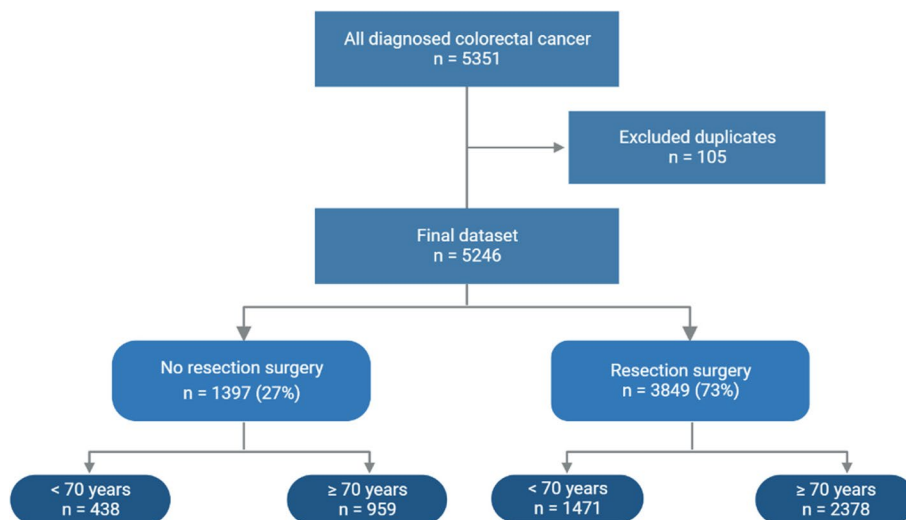 All diagnosed colorectal cancer
n = 5351
Excluded duplicates
n = 105
Final dataset
n = 5246
No resection surgery
n = 1397 (27%)
Resection surgery
n = 3849 (73%)
< 70 years
n = 438
≥ 70 years
n = 959
< 70 years
n = 1471
≥ 70 years
n = 2378